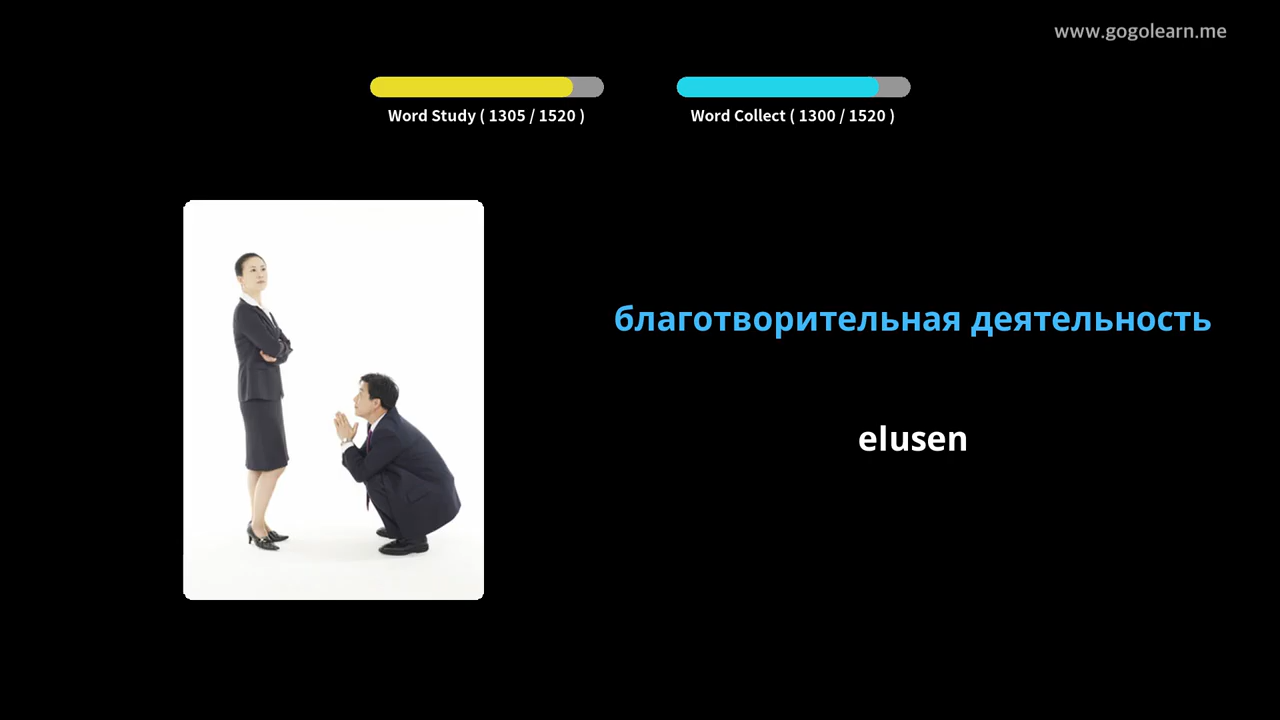 www.gogolearn.me
Word Study ( 1305 / 1520 )
Word Collect ( 1300 / 1520 )
благотворительная деятельность
elusen